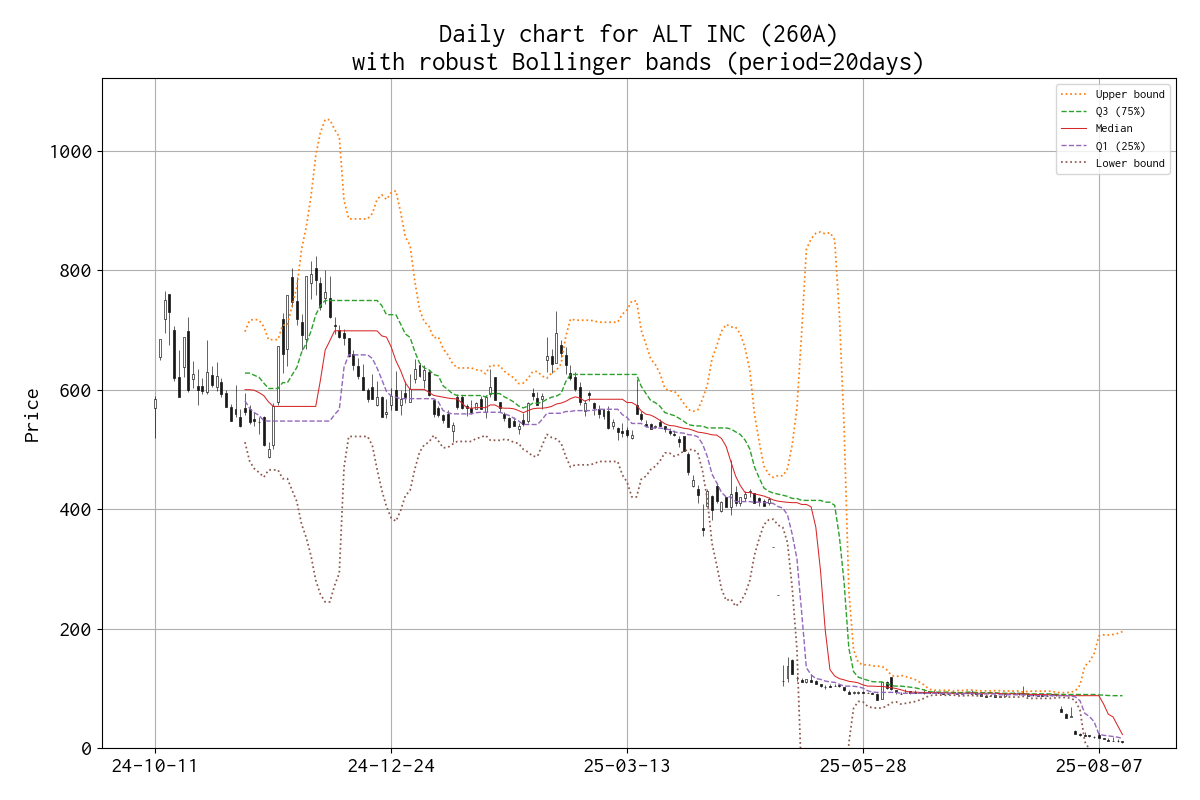 Daily chart for ALT INC (260A)
with robust Bollinger bands (period=20days)
Upper bound
Q3 (75%)
Median
Q1 (25%)
Lower bound
Price
1000
800
600
400
200
0
24-10-11
24-12-24
25-03-13
25-05-28
25-08-07